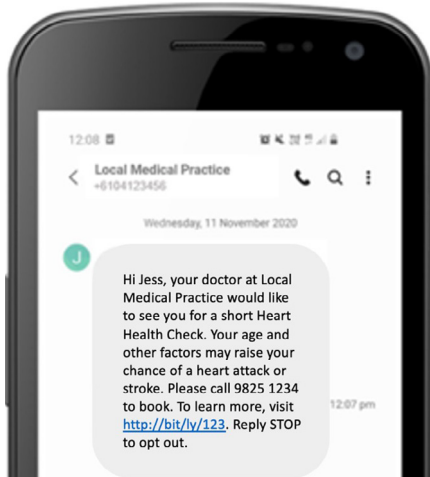 12:08
Local Medical Practice
+6104123456
Wednesday, 11 November 2020
J
Hi Jess, your doctor at Local
Medical Practice would like
to see you for a short Heart
Health Check. Your age and
other factors may raise your
chance of a heart attack or
stroke. Please call 9825 1234
to book. To learn more, visit
http://bit/ly/123. Reply STOP
to opt out.
12:07 pm